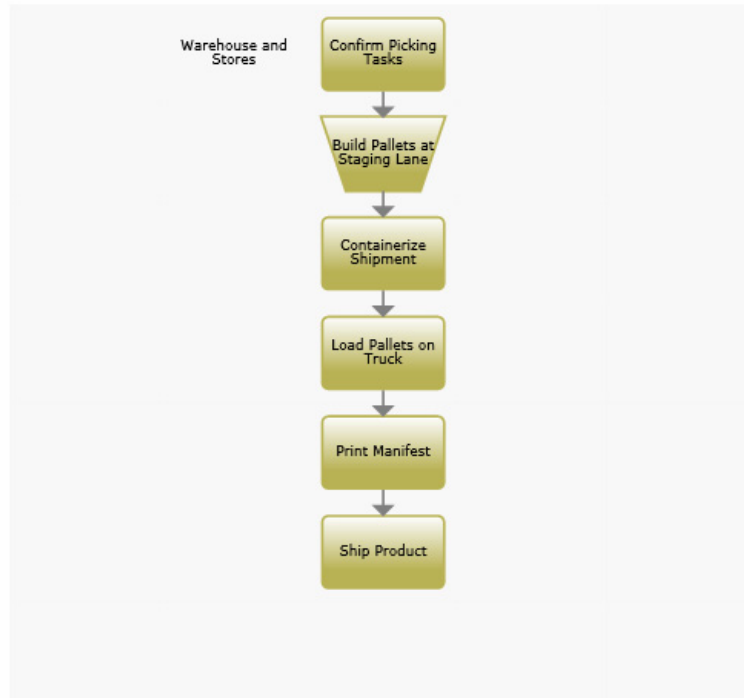 Warehouse and
Stores
Confirm Picking
Tasks
Build Pallets at
Staging Lane
Containerize
Shipment
Load Pallets on
Truck
Print Manifest
Ship Product